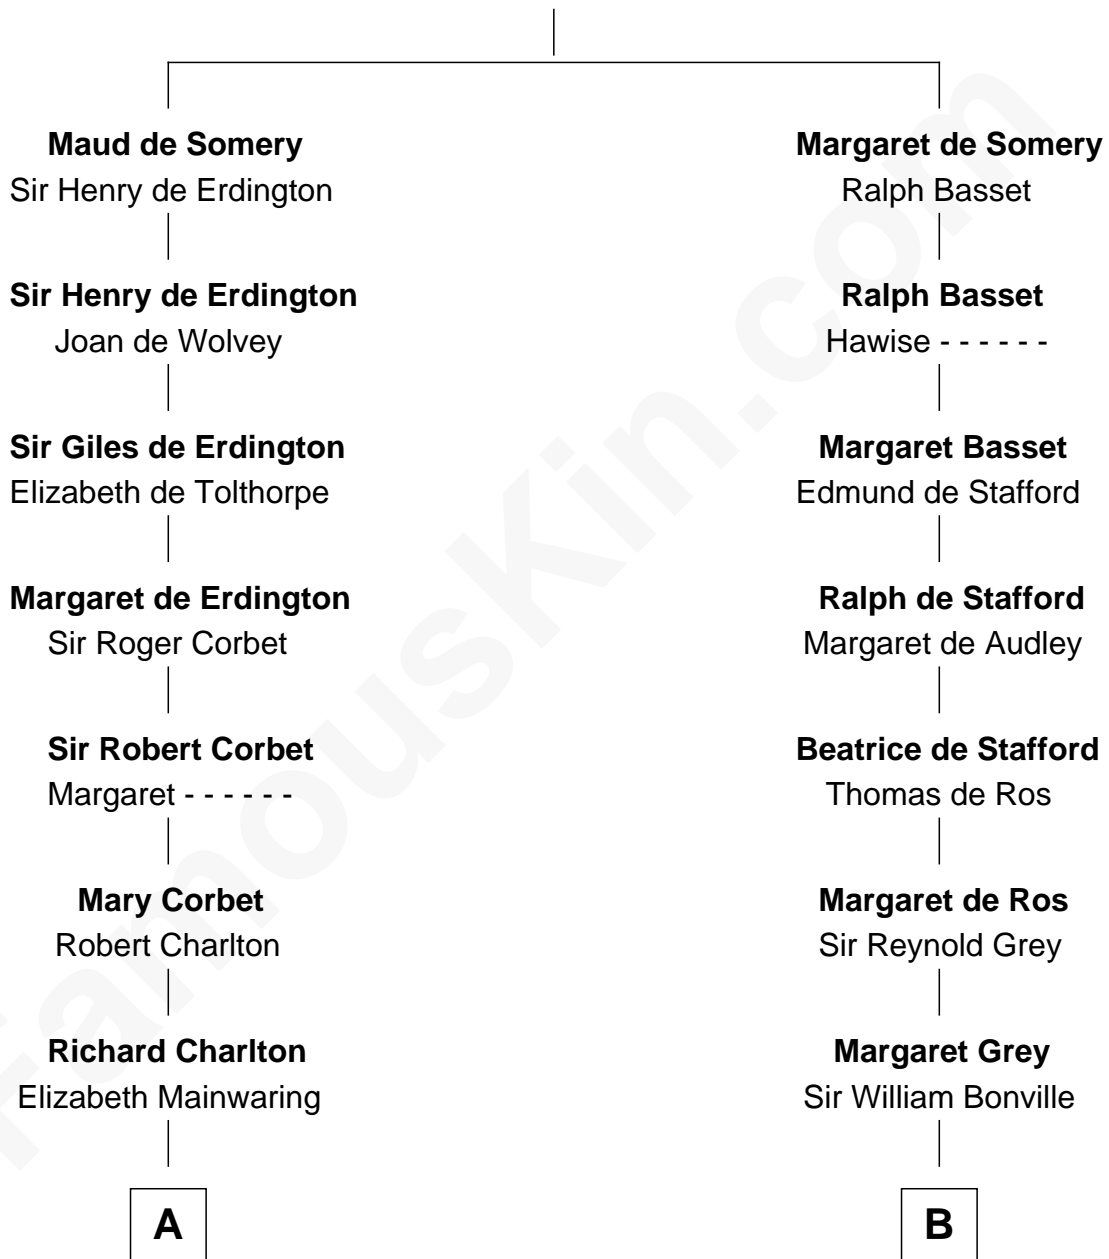 Maud de Somery
Sir Henry de Erdington
Sir Henry de Erdington
Joan de Wolvey
Sir Giles de Erdington
Elizabeth de Tolthorpe
Margaret de Erdington
Sir Roger Corbet
Sir Robert Corbet
Margaret - - - - - -
Mary Corbet
Robert Charlton
Richard Charlton
Elizabeth Mainwaring
A
Margaret de Somery
Ralph Basset
Ralph Basset
Hawise - - - - - -
Margaret Basset
Edmund de Stafford
Ralph de Stafford
Margaret de Audley
Beatrice de Stafford
Thomas de Ros
Margaret de Ros
Sir Reynold Grey
Margaret Grey
Sir William Bonville
B
FamousKin.com